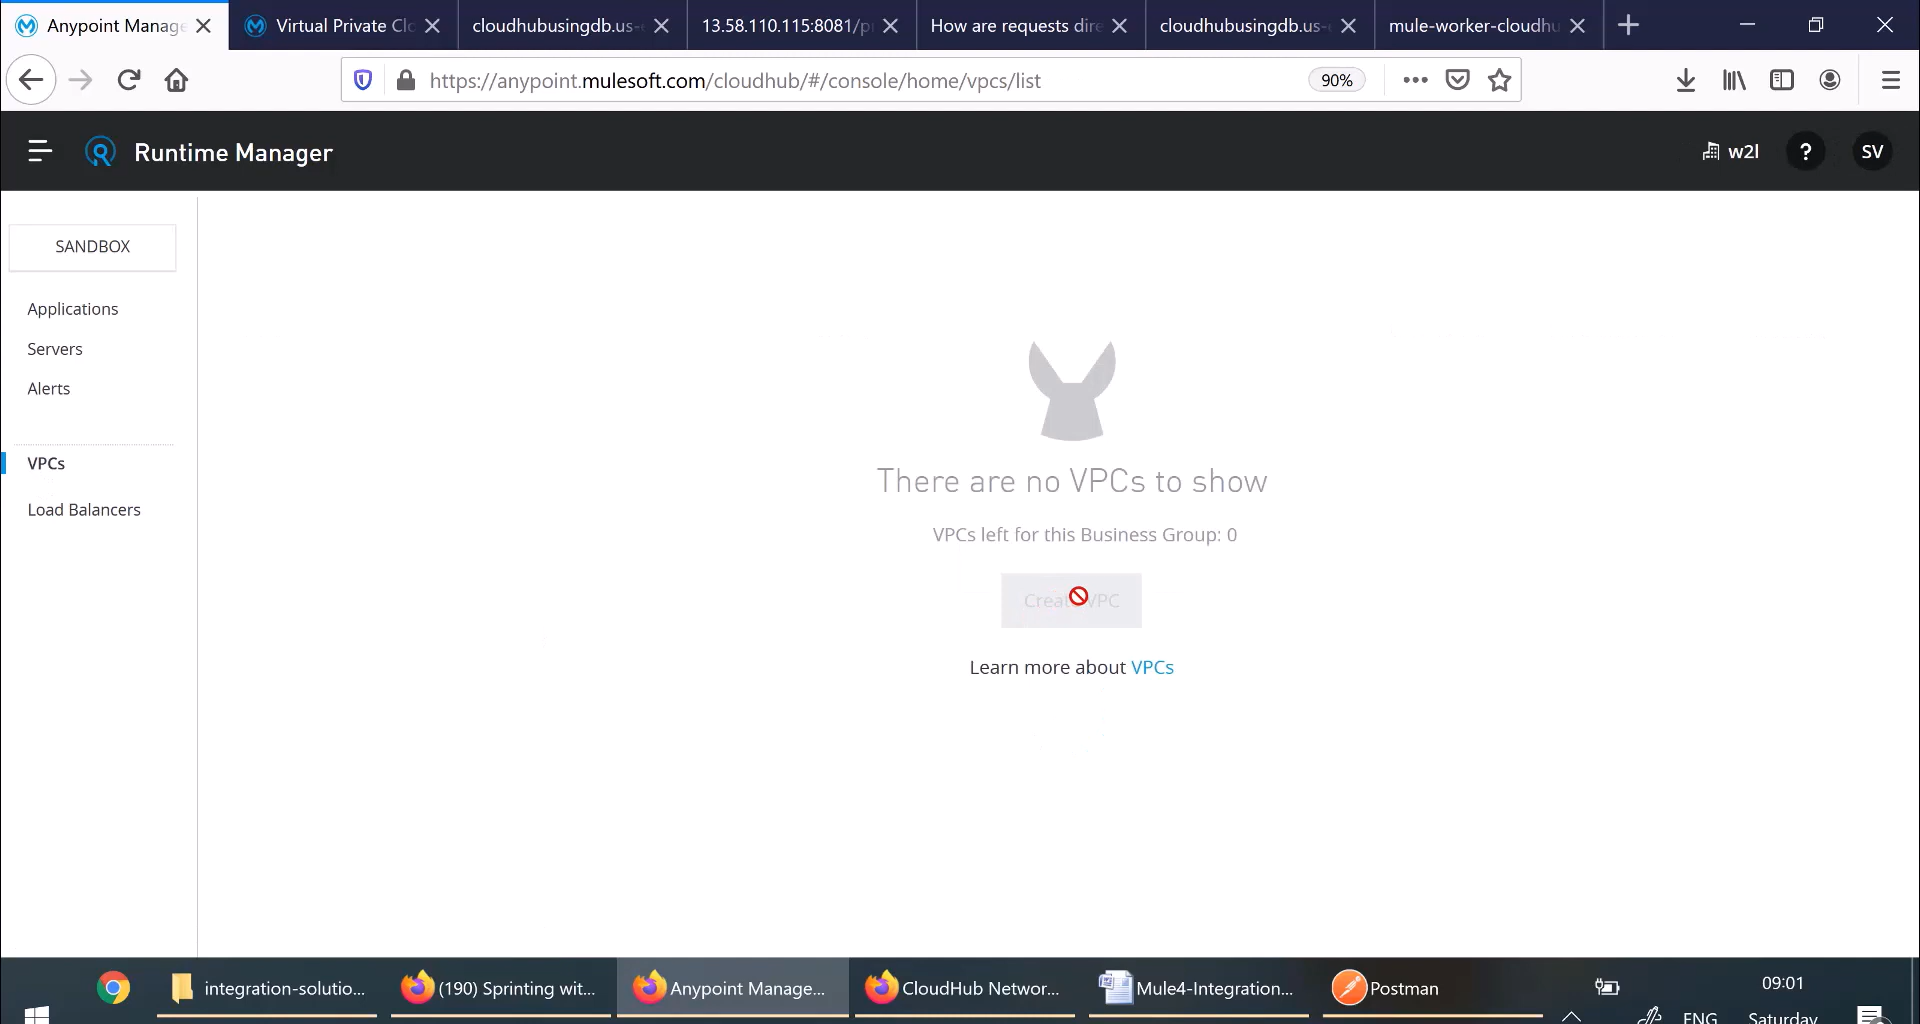 Anypoint Manage
Virtual Private Clo
cloudhubusingdb.us-
13.58.110.115:8081/p
How are requests dire
cloudhubusingdb.us-
mule-worker-cloudhu
https://anypoint.mulesoft.com/cloudhub/#/console/home/vpcs/list
90%
Runtime Manager
w2l
?
SV
SANDBOX
Applications
Servers
Alerts
VPCs
Load Balancers
There are no VPCs to show
VPCs left for this Business Group: 0
Create VPC
Learn more about VPCs
integration-solutio...
(190) Sprinting wit...
Anypoint Manage...
CloudHub Networ...
Mule4-Integration...
Postman
09:01
ENG
Saturday